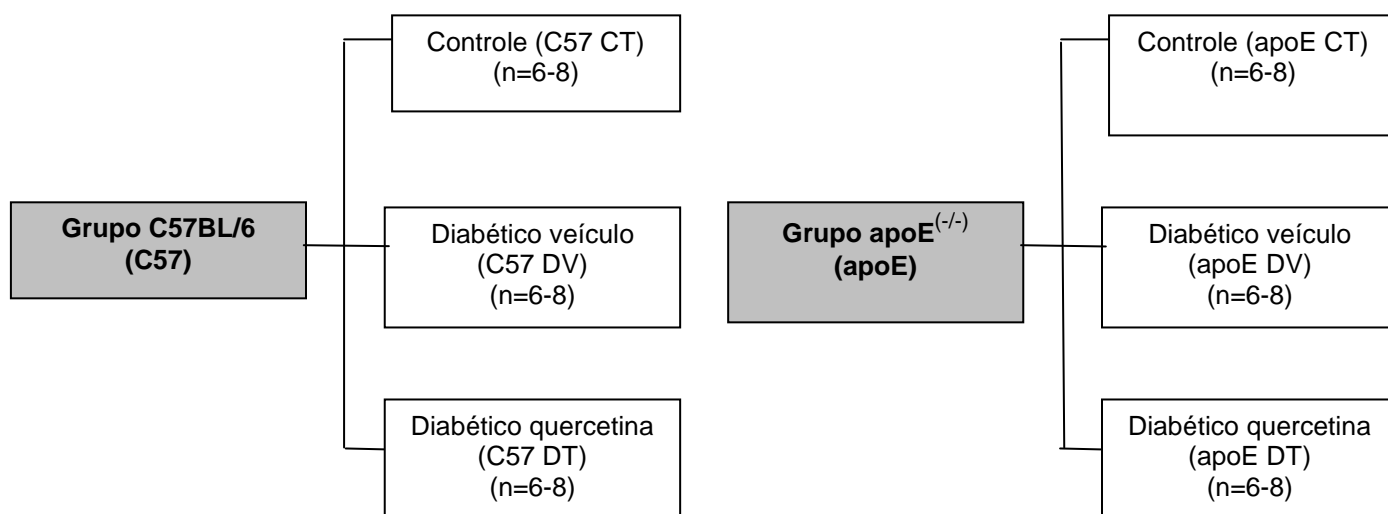 Controle (C57 CT)
(n=6-8)
Grupo C57BL/6
(C57)
Diabético veículo
(C57 DV)
(n=6-8)
Diabético quercetina
(C57 DT)
(n=6-8)
Controle (apoE CT)
(n=6-8)
Grupo apoE(-/-)
(apoE)
Diabético veículo
(apoE DV)
(n=6-8)
Diabético quercetina
(apoE DT)
(n=6-8)